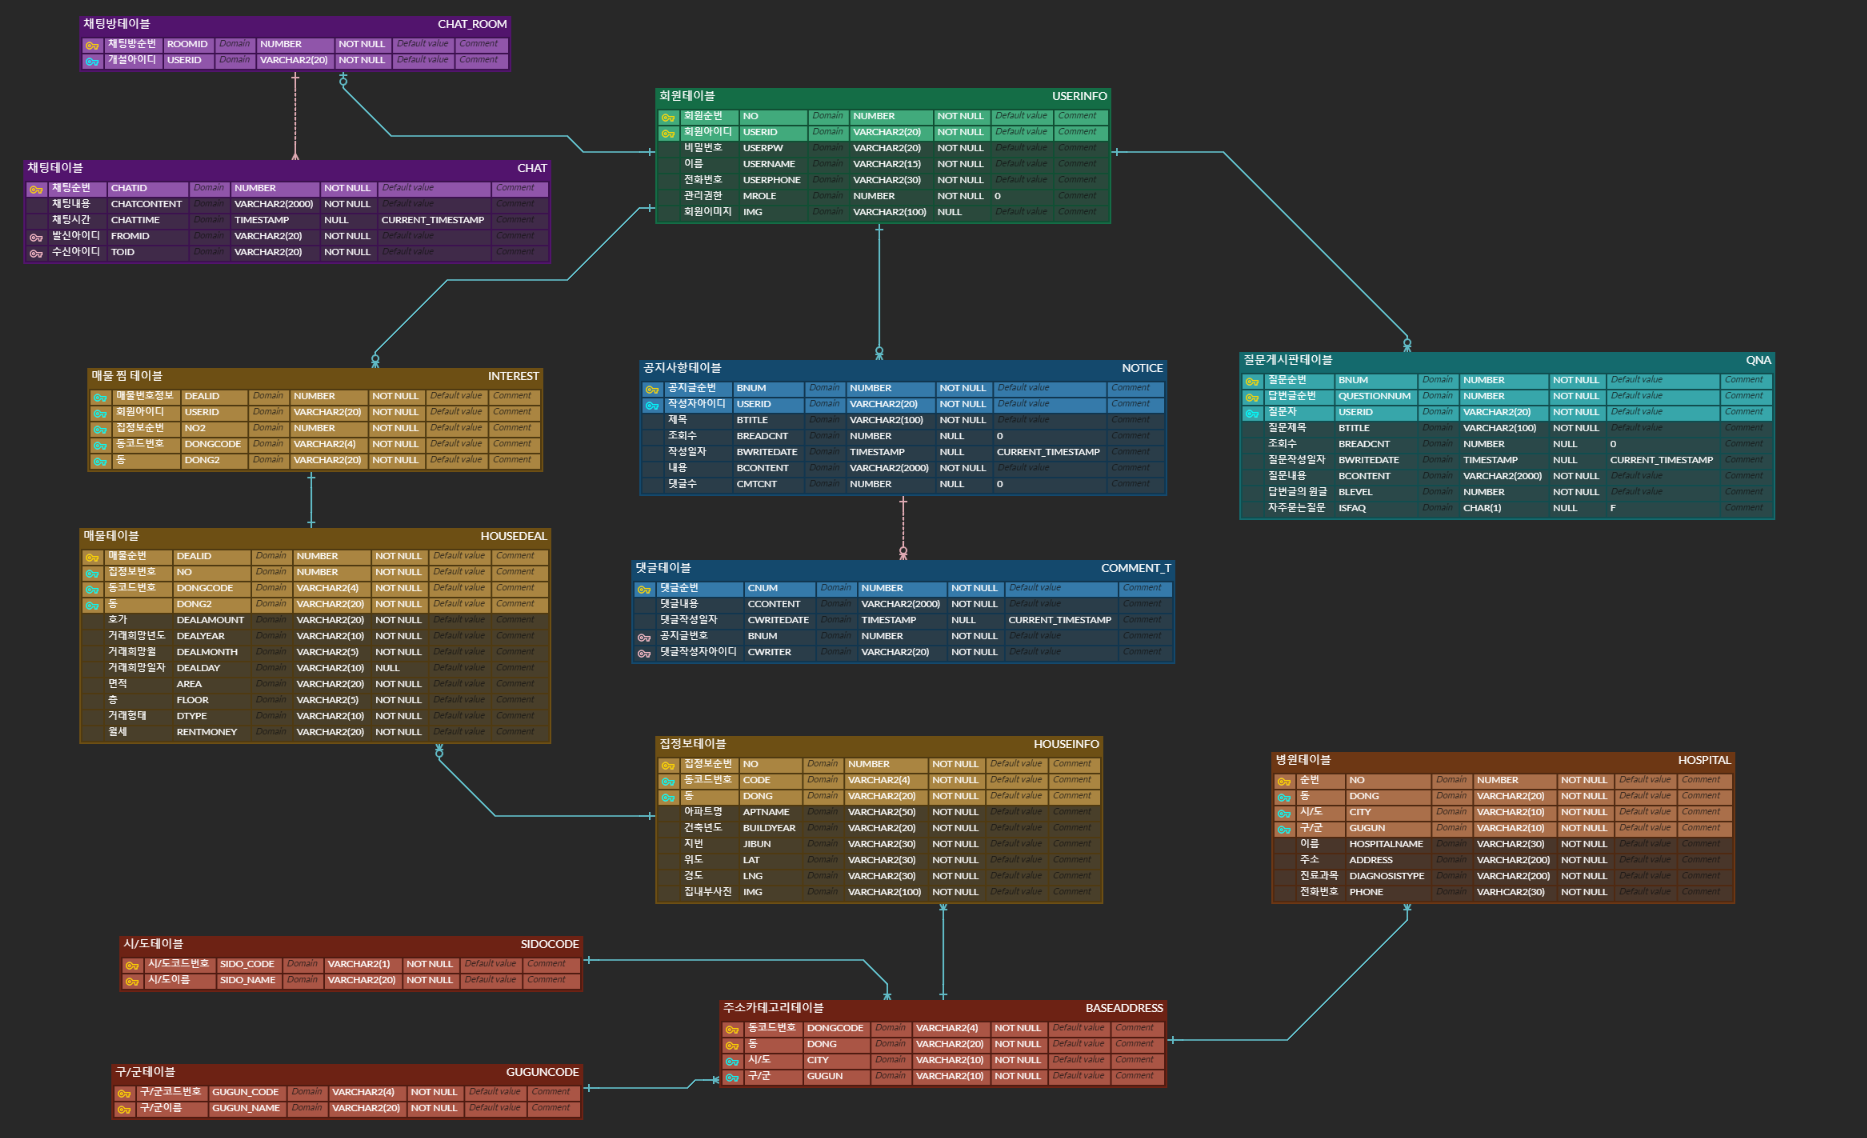 채팅방테이블 CHAT_ROOM
채팅방순번 ROOMID Domain NUMBER NOT NULL Default value Comment
개설아이디 USERID Domain VARCHAR2(20) NOT NULL Default value Comment
회원테이블 USERINFO
회원순번 NO Domain NUMBER NOT NULL Default value Comment
회원아이디 USERID Domain VARCHAR2(20) NOT NULL Default value Comment
비밀번호 USERPW Domain VARCHAR2(20) NOT NULL Default value Comment
이름 USERNAME Domain VARCHAR2(15) NOT NULL Default value Comment
전화번호 USERPHONE Domain VARCHAR2(30) NOT NULL Default value Comment
관리권한 MROLE Domain NUMBER NOT NULL 0 Comment
회원이미지 IMG Domain VARCHAR2(100) NULL Default value Comment
채팅테이블 CHAT
채팅순번 CHATID Domain NUMBER NOT NULL Default value Comment
채팅내용 CHATCONTENT Domain VARCHAR2(2000) NOT NULL Default value Comment
채팅시간 CHATTIME Domain TIMESTAMP NULL CURRENT_TIMESTAMP Comment
발신아이디 FROMID Domain VARCHAR2(20) NOT NULL Default value Comment
수신아이디 TOID Domain VARCHAR2(20) NOT NULL Default value Comment
매물 찜 테이블 INTEREST
매물번호정보 DEALID Domain NUMBER NOT NULL Default value Comment
회원아이디 USERID Domain VARCHAR2(20) NOT NULL Default value Comment
집정보순번 NO2 Domain NUMBER NOT NULL Default value Comment
동코드번호 DONGCODE Domain VARCHAR2(4) NOT NULL Default value Comment
동 DONG2 Domain VARCHAR2(20) NOT NULL Default value Comment
공지사항테이블 NOTICE
공지글순번 BNUM Domain NUMBER NOT NULL Default value Comment
작성자아이디 USERID Domain VARCHAR2(20) NOT NULL Default value Comment
제목 BTITLE Domain VARCHAR2(100) NOT NULL Default value Comment
조회수 BREADCNT Domain NUMBER NULL 0 Comment
작성일자 BWRITEDATE Domain TIMESTAMP NULL CURRENT_TIMESTAMP Comment
내용 BCONTENT Domain VARCHAR2(2000) NOT NULL Default value Comment
댓글수 CMTCNT Domain NUMBER NULL 0 Comment
질문게시판테이블 QNA
질문순번 BNUM Domain NUMBER NOT NULL Default value Comment
답변글순번 QUESTIONNUM Domain NUMBER NOT NULL Default value Comment
질문자 USERID Domain VARCHAR2(20) NOT NULL Default value Comment
질문제목 BTITLE Domain VARCHAR2(100) NOT NULL Default value Comment
조회수 BREADCNT Domain NUMBER NULL 0 Comment
질문작성일자 BWRITEDATE Domain TIMESTAMP NULL CURRENT_TIMESTAMP Comment
질문내용 BCONTENT Domain VARCHAR2(2000) NOT NULL Default value Comment
답변글의 원글 BLEVEL Domain NUMBER NOT NULL Default value Comment
자주묻는질문 ISFAQ Domain CHAR(1) NULL F Comment
매물테이블 HOUSEDEAL
매물순번 DEALID Domain NUMBER NOT NULL Default value Comment
집정보번호 NO Domain NUMBER NOT NULL Default value Comment
동코드번호 DONGCODE Domain VARCHAR2(4) NOT NULL Default value Comment
동 DONG2 Domain VARCHAR2(20) NOT NULL Default value Comment
호가 DEALAMOUNT Domain VARCHAR2(20) NOT NULL Default value Comment
거래희망년도 DEALYEAR Domain VARCHAR2(10) NOT NULL Default value Comment
거래희망월 DEALMONTH Domain VARCHAR2(5) NOT NULL Default value Comment
거래희망일자 DEALDAY Domain VARCHAR2(10) NULL Default value Comment
면적 AREA Domain VARCHAR2(20) NOT NULL Default value Comment
층 FLOOR Domain VARCHAR2(5) NOT NULL Default value Comment
거래형태 DTYPE Domain VARCHAR2(10) NOT NULL Default value Comment
월세 RENTMONEY Domain VARCHAR2(20) NOT NULL Default value Comment
댓글테이블 COMMENT_T
댓글순번 CNUM Domain NUMBER NOT NULL Default value Comment
댓글내용 CCONTENT Domain VARCHAR2(2000) NOT NULL Default value Comment
댓글작성일자 CWRITEDATE Domain TIMESTAMP NULL CURRENT_TIMESTAMP Comment
공지글번호 BNUM Domain NUMBER NOT NULL Default value Comment
댓글작성자아이디 CWRITER Domain VARCHAR2(20) NOT NULL Default value Comment
집정보테이블 HOUSEINFO
집정보순번 NO Domain NUMBER NOT NULL Default value Comment
동코드번호 CODE Domain VARCHAR2(4) NOT NULL Default value Comment
동 DONG Domain VARCHAR2(20) NOT NULL Default value Comment
아파트명 APTNAME Domain VARCHAR2(50) NOT NULL Default value Comment
건축년도 BUILDYEAR Domain VARCHAR2(20) NOT NULL Default value Comment
지번 JIBUN Domain VARCHAR2(30) NOT NULL Default value Comment
위도 LAT Domain VARCHAR2(30) NOT NULL Default value Comment
경도 LNG Domain VARCHAR2(30) NOT NULL Default value Comment
집내부사진 IMG Domain VARCHAR2(100) NOT NULL Default value Comment
병원테이블 HOSPITAL
순번 NO Domain NUMBER NOT NULL Default value Comment
동 DONG Domain VARCHAR2(20) NOT NULL Default value Comment
시/도 CITY Domain VARCHAR2(10) NOT NULL Default value Comment
구/군 GUGUN Domain VARCHAR2(10) NOT NULL Default value Comment
이름 HOSPITALNAME Domain VARCHAR2(30) NOT NULL Default value Comment
주소 ADDRESS Domain VARCHAR2(200) NOT NULL Default value Comment
진료과목 DIAGNOSISTYPE Domain VARCHAR2(200) NOT NULL Default value Comment
전화번호 PHONE Domain VARHCAR2(30) NOT NULL Default value Comment
시/도테이블 SIDOCODE
시/도코드번호 SIDO_CODE Domain VARCHAR2(1) NOT NULL Default value Comment
시/도이름 SIDO_NAME Domain VARCHAR2(20) NOT NULL Default value Comment
주소카테고리테이블 BASEADDRESS
동코드번호 DONGCODE Domain VARCHAR2(4) NOT NULL Default value Comment
동 DONG Domain VARCHAR2(20) NOT NULL Default value Comment
시/도 CITY Domain VARCHAR2(10) NOT NULL Default value Comment
구/군 GUGUN Domain VARCHAR2(10) NOT NULL Default value Comment
구/군테이블 GUGUNCODE
구/군코드번호 GUGUN_CODE Domain VARCHAR2(4) NOT NULL Default value Comment
구/군이름 GUGUN_NAME Domain VARCHAR2(20) NOT NULL Default value Comment